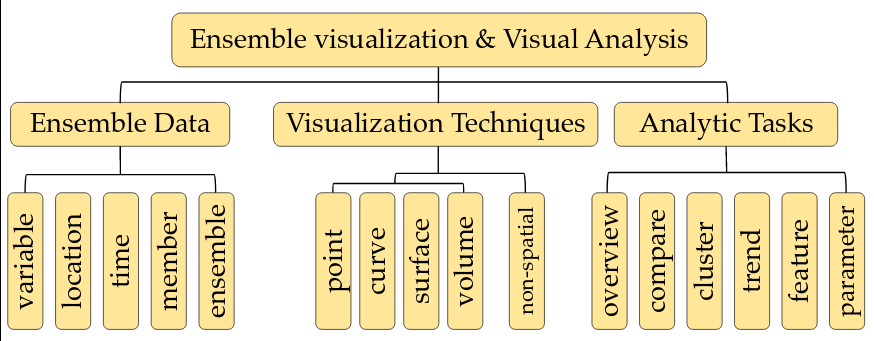 Ensemble visualization & Visual Analysis
Ensemble Data
Visualization Techniques
Analytic Tasks
variable
location
time
member
ensemble
point
curve
surface
volume
non-spatial
overview
compare
cluster
trend
feature
parameter